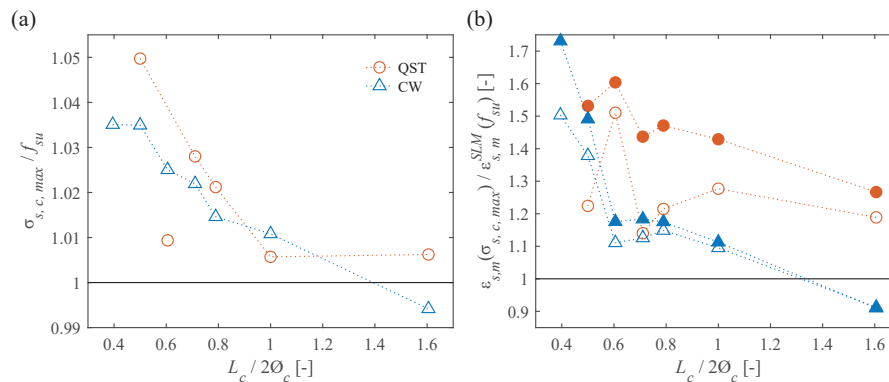 (a)
1.05
1.04
1.03
1.02
1.01
1
0.99
σs, c, max / fsu
0.4 0.6 0.8 1 1.2 1.4 1.6
Lc / 2Øc [-]
QST
CW
(b)
1.7
1.6
1.5
1.4
1.3
1.2
1.1
1
0.9
εs,m(σs, c, max) / εSLMs, m(fsu) [-]
0.4 0.6 0.8 1 1.2 1.4 1.6
Lc / 2Øc [-]